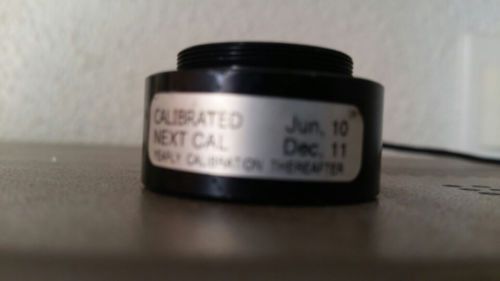 CALIBRATED Jun, 10
NEXT CAL Dec, 11
YEARLY CALIBRATION THEREAFTER